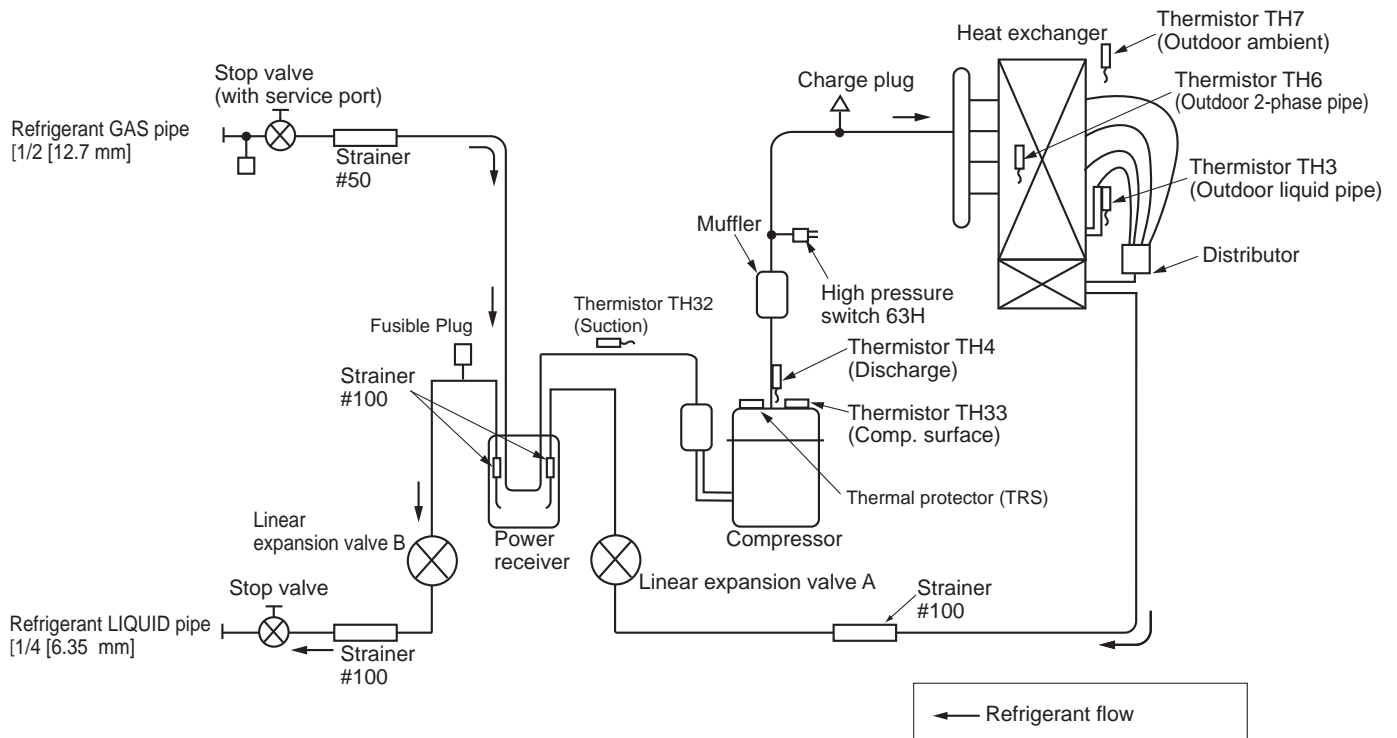 Heat exchanger
Thermistor TH7
(Outdoor ambient)
Stop valve
(with service port)
Charge plug
Thermistor TH6
(Outdoor 2-phase pipe)
Refrigerant GAS pipe
[1/2 [12.7 mm]
Strainer
#50
Thermistor TH3
(Outdoor liquid pipe)
Muffler
Distributor
High pressure
switch 63H
Thermistor TH32
(Suction)
Fusible Plug
Thermistor TH4
(Discharge)
Strainer
#100
Thermistor TH33
(Comp. surface)
Thermal protector (TRS)
Linear
expansion valve B
Power
receiver
Compressor
Linear expansion valve A
Stop valve
Strainer
#100
Refrigerant LIQUID pipe
[1/4 [6.35 mm]
Strainer
#100
Refrigerant flow